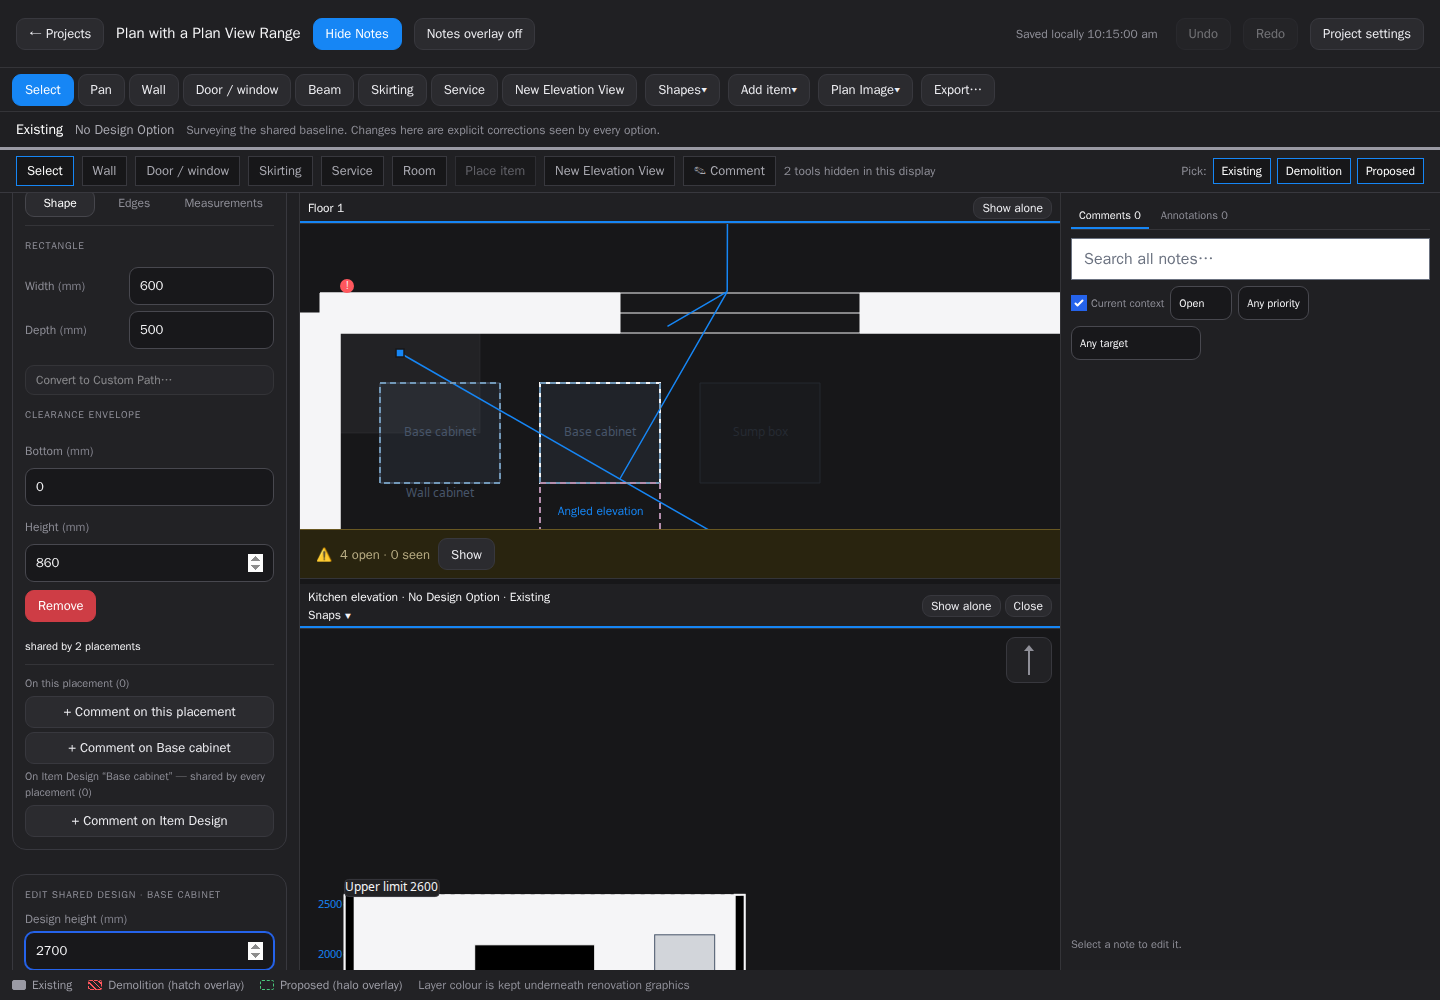 ← Projects
Plan with a Plan View Range
Hide Notes
Notes overlay off
Saved locally 10:15:00 am
Undo
Redo
Project settings
Select
Pan
Wall
Door / window
Beam
Skirting
Service
New Elevation View
Shapes▾
Add item▾
Plan Image▾
Export⋯
Existing
No Design Option
Surveying the shared baseline. Changes here are explicit corrections seen by every option.
Select
Wall
Door / window
Skirting
Service
Room
Place item
New Elevation View
✎ Comment
2 tools hidden in this display
Pick:
Existing
Demolition
Proposed
Shape
Edges
Measurements
RECTANGLE
Width (mm)
600
Depth (mm)
500
Convert to Custom Path⋯
CLEARANCE ENVELOPE
Bottom (mm)
0
Height (mm)
860
Remove
shared by 2 placements
On this placement (0)
+ Comment on this placement
+ Comment on Base cabinet
On Item Design "Base cabinet" — shared by every
placement (0)
+ Comment on Item Design
EDIT SHARED DESIGN · BASE CABINET
Design height (mm)
2700
Floor 1
Show alone
!
Base cabinet
Base cabinet
Sump box
Wall cabinet
Angled elevation
⚠ 4 open · 0 seen
Show
Kitchen elevation · No Design Option · Existing
Snaps ▾
Show alone
Close
Upper limit 2600
2500
2000
Comments 0
Annotations 0
Search all notes⋯
Current context
Open
Any priority
Any target
Select a note to edit it.
Existing
Demolition (hatch overlay)
Proposed (halo overlay)
Layer colour is kept underneath renovation graphics